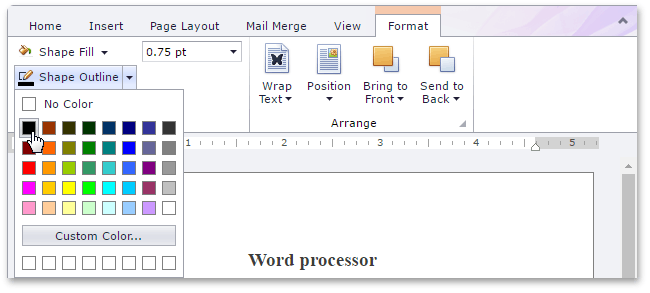 Home Insert Page Layout Mail Merge View Format
Shape Fill 0.75 pt
Shape Outline
Wrap Text Position Bring to Front Send to Back
Arrange
No Color
1 2 3 4 5
Custom Color...
Word processor